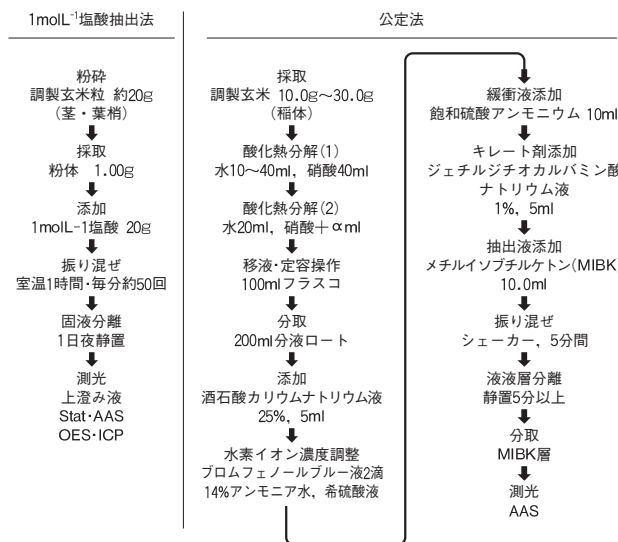 1molL⁻¹塩酸抽出法
粉砕
調製玄米粒 約20g
(茎・葉梢)
採取
粉体 1.00g
添加
1molL-1塩酸 20g
振り混ぜ
室温1時間・毎分約50回
固液分離
1日夜静置
測光
上澄み液
Stat・AAS
OES・ICP
公定法
採取
調製玄米 10.0g～30.0g
(稲体)
酸化熱分解(1)
水10～40ml，硝酸40ml
酸化熱分解(2)
水20ml，硝酸＋αml
移液・定容操作
100mlフラスコ
分取
200ml分液ロート
添加
酒石酸カリウムナトリウム液
25%，5ml
水素イオン濃度調整
ブロムフェノールブルー液2滴
14%アンモニア水，希硫酸液
緩衝液添加
飽和硫酸アンモニウム 10ml
キレート剤添加
ジェチルジチオカルバミン酸
ナトリウム液
1%，5ml
抽出液添加
メチルイソブチルケトン(MIBK)
10.0ml
振り混ぜ
シェーカー，5分間
液液層分離
静置5分以上
分取
MIBK層
測光
AAS